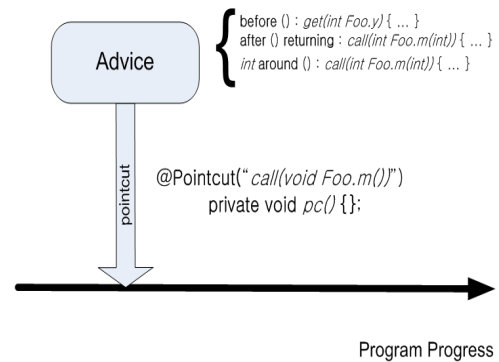 before () : get(int Foo.y) { ... }
after () returning : call(int Foo.m(int)) { ... }
int around () : call(int Foo.m(int)) { ... }
Advice
pointcut
@Pointcut("call(void Foo.m())")
private void pc() {};
Program Progress